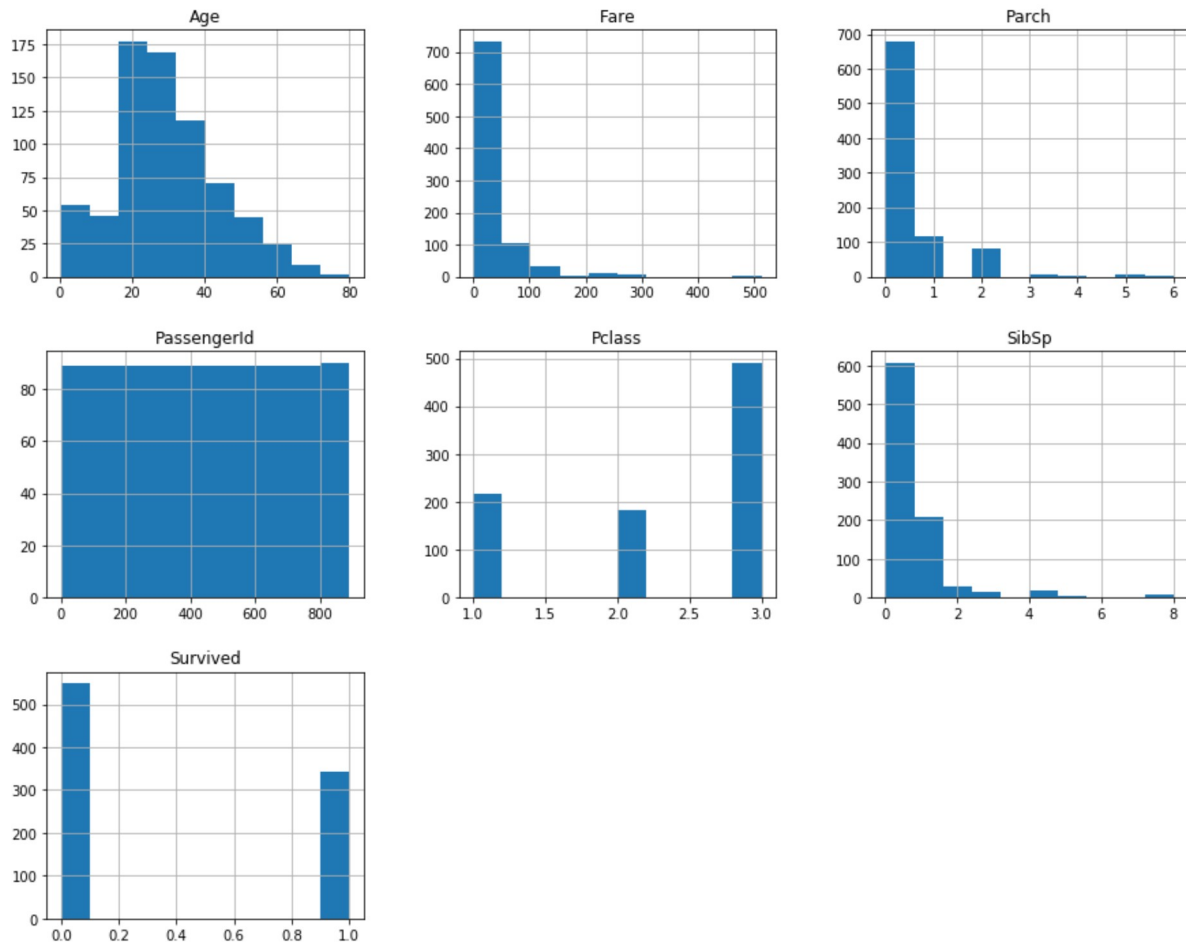 Age Fare Parch
175 700 700
150 600 600
125 500 500
100 400 400
75 300 300
50 200 200
25 100 100
0 0 0
0 20 40 60 80 0 100 200 300 400 500 0 1 2 3 4 5 6
PassengerId Pclass SibSp
80 500 600
60 400 500
40 300 400
20 200 300
0 100 200
0 100
0
0 200 400 600 800 1.0 1.5 2.0 2.5 3.0 0 2 4 6 8
Survived
500
400
300
200
100
0
0.0 0.2 0.4 0.6 0.8 1.0